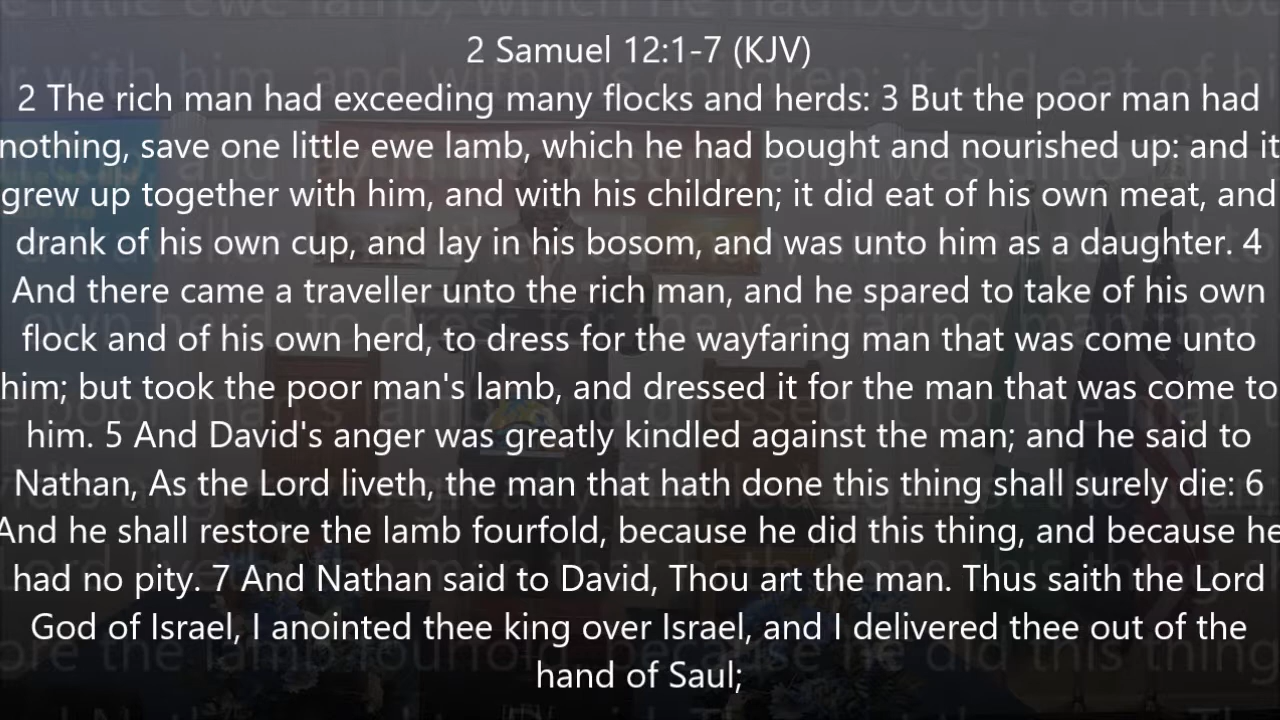 2 Samuel 12:1-7 (KJV)
2 The rich man had exceeding many flocks and herds: 3 But the poor man had
nothing, save one little ewe lamb, which he had bought and nourished up: and it
grew up together with him, and with his children; it did eat of his own meat, and
drank of his own cup, and lay in his bosom, and was unto him as a daughter. 4
And there came a traveller unto the rich man, and he spared to take of his own
flock and of his own herd, to dress for the wayfaring man that was come unto
him; but took the poor man's lamb, and dressed it for the man that was come to
him. 5 And David's anger was greatly kindled against the man; and he said to
Nathan, As the Lord liveth, the man that hath done this thing shall surely die: 6
And he shall restore the lamb fourfold, because he did this thing, and because he
had no pity. 7 And Nathan said to David, Thou art the man. Thus saith the Lord
God of Israel, I anointed thee king over Israel, and I delivered thee out of the
hand of Saul;